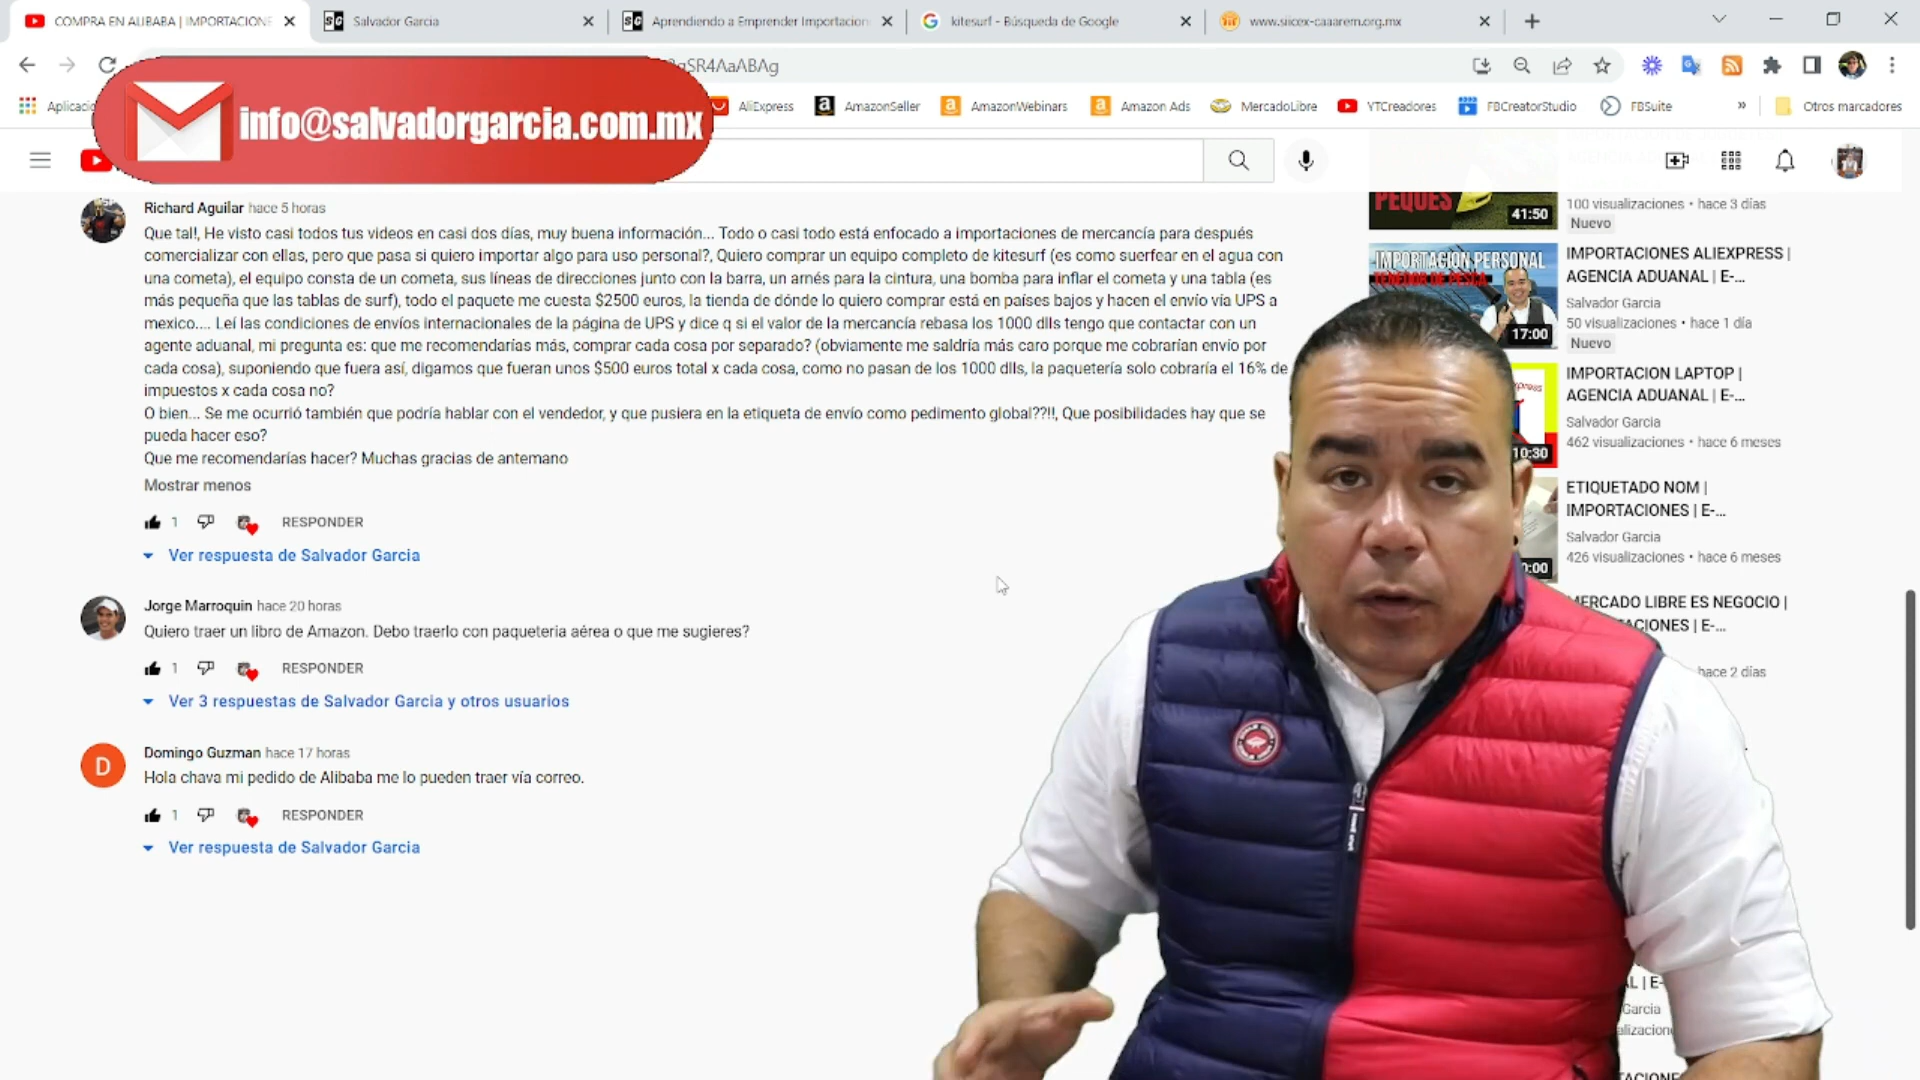 COMPRA EN ALIBABA | IMPORTACIONE
Salvador Garcia
Aprendiendo a Emprender Importacion
kitesurf - Búsqueda de Google
www.siicex-caaarem.org.mx
gSR4AaABAg
Aplicacio
AliExpress
AmazonSeller
AmazonWebinars
Amazon Ads
MercadoLibre
YTCreadores
FBCreatorStudio
FBSuite
»
Otros marcadores
info@salvadorgarcia.com.mx
Richard Aguilar hace 5 horas
Que tal!, He visto casi todos tus videos en casi dos días, muy buena información... Todo o casi todo está enfocado a importaciones de mercancía para después
comercializar con ellas, pero que pasa si quiero importar algo para uso personal?, Quiero comprar un equipo completo de kitesurf (es como suerfear en el agua con
una cometa), el equipo consta de un cometa, sus líneas de direcciones junto con la barra, un arnés para la cintura, una bomba para inflar el cometa y una tabla (es
más pequeña que las tablas de surf), todo el paquete me cuesta $2500 euros, la tienda de dónde lo quiero comprar está en países bajos y hacen el envío vía UPS a
mexico.... Leí las condiciones de envíos internacionales de la página de UPS y dice q si el valor de la mercancía rebasa los 1000 dlls tengo que contactar con un
agente aduanal, mi pregunta es: que me recomendarías más, comprar cada cosa por separado? (obviamente me saldría más caro porque me cobrarían envío por
cada cosa), suponiendo que fuera así, digamos que fueran unos $500 euros total x cada cosa, como no pasan de los 1000 dlls, la paquetería solo cobraría el 16% de
impuestos x cada cosa no?
O bien... Se me ocurrió también que podría hablar con el vendedor, y que pusiera en la etiqueta de envío como pedimento global??!!, Que posibilidades hay que se
pueda hacer eso?
Que me recomendarías hacer? Muchas gracias de antemano
Mostrar menos
1 RESPONDER
Ver respuesta de Salvador Garcia
Jorge Marroquin hace 20 horas
Quiero traer un libro de Amazon. Debo traerlo con paquetería aérea o que me sugieres?
1 RESPONDER
Ver 3 respuestas de Salvador Garcia y otros usuarios
D
Domingo Guzman hace 17 horas
Hola chava mi pedido de Alibaba me lo pueden traer vía correo.
1 RESPONDER
Ver respuesta de Salvador Garcia
PEQUES
41:50
100 visualizaciones • hace 3 días
Nuevo
IMPORTACION PERSONAL
TENEDOR DE PESCA
17:00
IMPORTACIONES ALIEXPRESS |
AGENCIA ADUANAL | E-...
Salvador Garcia
50 visualizaciones • hace 1 día
Nuevo
10:30
IMPORTACION LAPTOP |
AGENCIA ADUANAL | E-...
Salvador Garcia
462 visualizaciones • hace 6 meses
0:00
ETIQUETADO NOM |
IMPORTACIONES | E-...
Salvador Garcia
426 visualizaciones • hace 6 meses
MERCADO LIBRE ES NEGOCIO |
ACIONES | E-...
hace 2 días
AL | E-
Garcia
alizacione